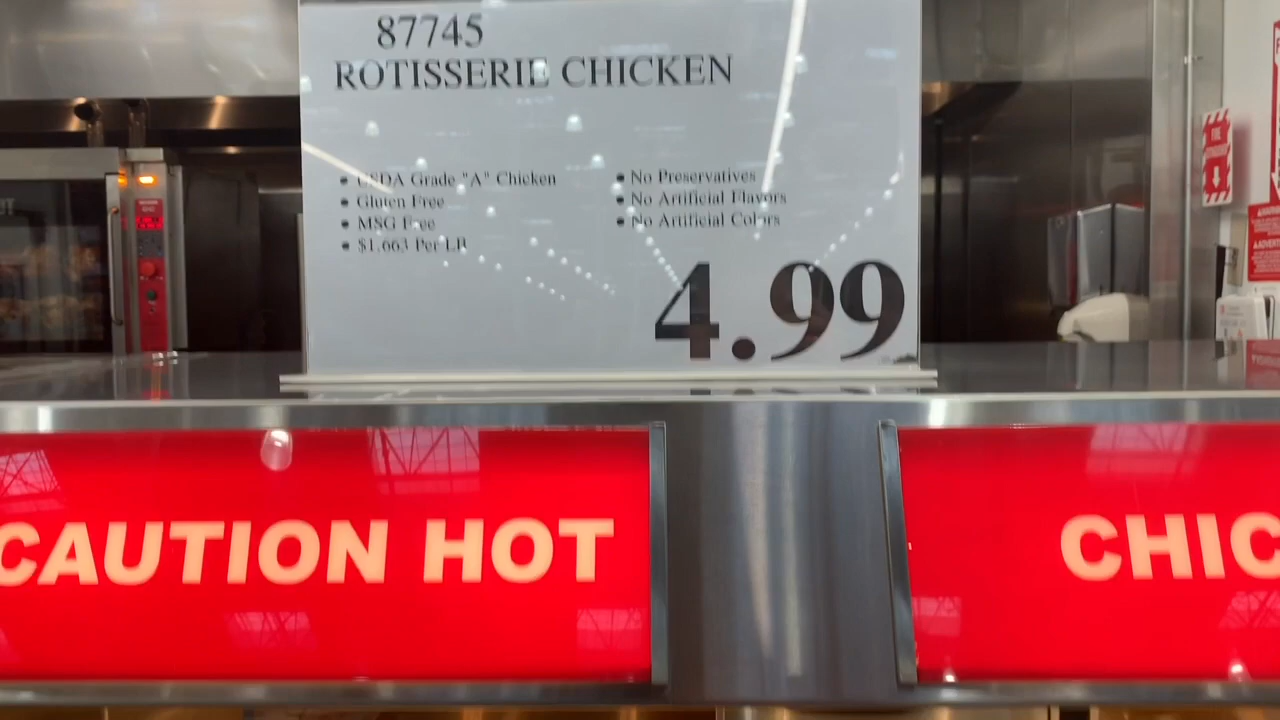 87745
ROTISSERIE CHICKEN
• USDA Grade "A" Chicken
• Gluten Free
• MSG Free
• $1.663 Per LB
• No Preservatives
• No Artificial Flavors
• No Artificial Colors
4.99
CAUTION HOT
CHIC
FIRE